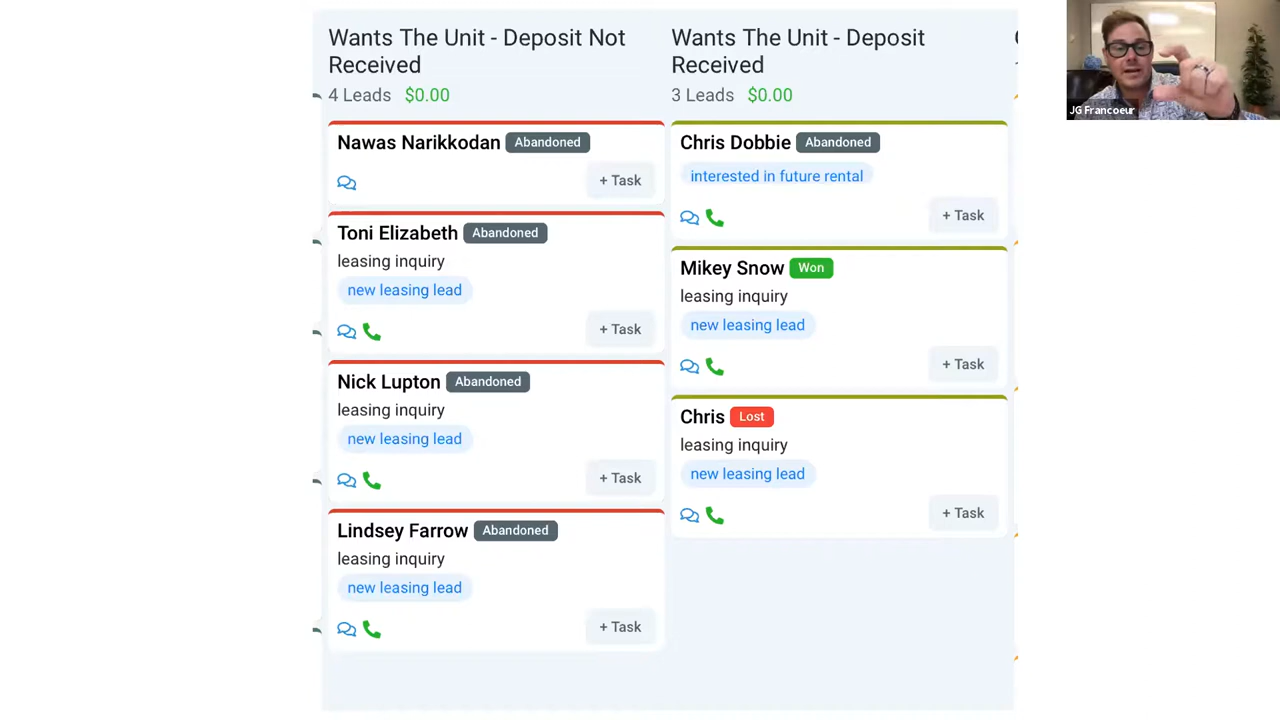 Wants The Unit - Deposit Not
Received
4 Leads $0.00
Nawas Narikkodan Abandoned
+ Task
Toni Elizabeth Abandoned
leasing inquiry
new leasing lead
+ Task
Nick Lupton Abandoned
leasing inquiry
new leasing lead
+ Task
Lindsey Farrow Abandoned
leasing inquiry
new leasing lead
+ Task
Wants The Unit - Deposit
Received
3 Leads $0.00
Chris Dobbie Abandoned
interested in future rental
+ Task
Mikey Snow Won
leasing inquiry
new leasing lead
+ Task
Chris Lost
leasing inquiry
new leasing lead
+ Task
JG Francoeur